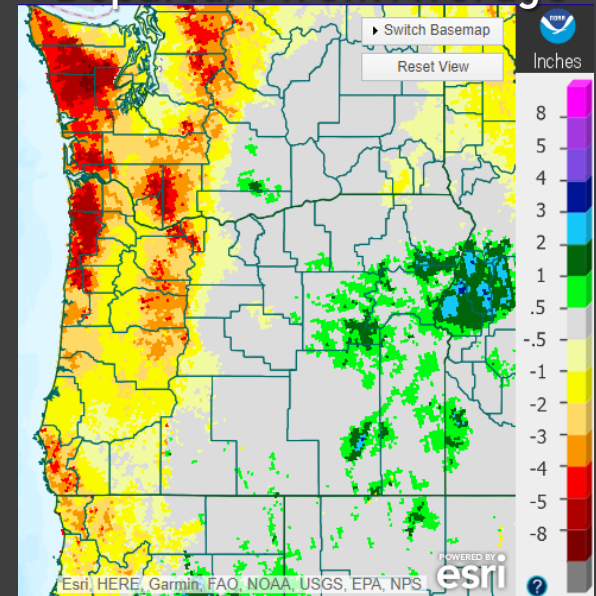 Switch Basemap
Reset View
NOAA
Inches
8
5
4
3
2
1
.5
-.5
-1
-2
-3
-4
-5
-8
POWERED BY
esri
Esri, HERE, Garmin, FAO, NOAA, USGS, EPA, NPS
?